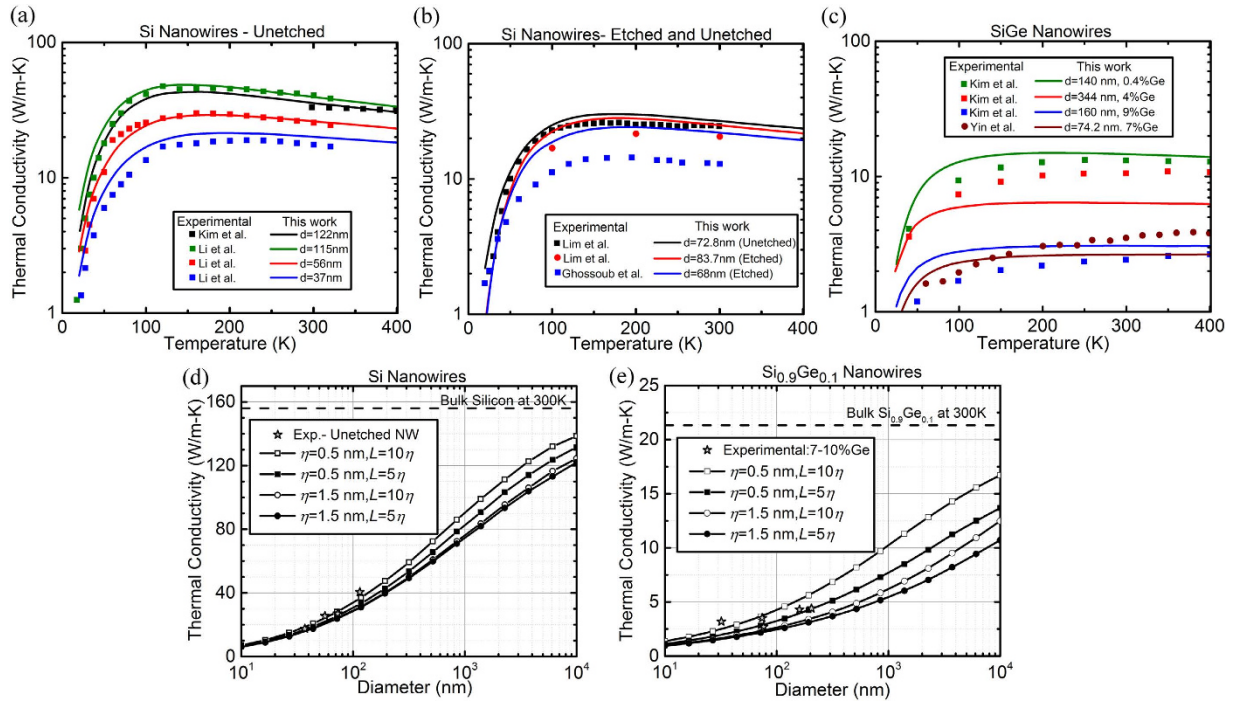 (a)
Si Nanowires - Unetched
Thermal Conductivity (W/m-K)
100
10
1
Experimental This work
Kim et al. d=122nm
Li et al. d=115nm
Li et al. d=56nm
Li et al. d=37nm
0 100 200 300 400
Temperature (K)
(b)
Si Nanowires- Etched and Unetched
Thermal Conductivity (W/m-K)
100
10
1
Experimental This work
Lim et al. d=72.8nm (Unetched)
Lim et al. d=83.7nm (Etched)
Ghossoub et al. d=68nm (Etched)
0 100 200 300 400
Temperature (K)
(c)
SiGe Nanowires
Thermal Conductivity (W/m-K)
100
10
1
Experimental This work
Kim et al. d=140 nm, 0.4%Ge
Kim et al. d=344 nm, 4%Ge
Kim et al. d=160 nm, 9%Ge
Yin et al. d=74.2 nm. 7%Ge
0 100 200 300 400
Temperature (K)
(d)
Si Nanowires
Thermal Conductivity (W/m-K)
160
120
80
40
0
Bulk Silicon at 300K
Exp.- Unetched NW
η=0.5 nm, L=10η
η=0.5 nm, L=5η
η=1.5 nm, L=10η
η=1.5 nm, L=5η
10¹ 10² 10³ 10⁴
Diameter (nm)
(e)
Si₀.₉Ge₀.₁ Nanowires
Thermal Conductivity (W/m-K)
25
20
15
10
5
0
Bulk Si₀.₉Ge₀.₁ at 300K
Experimental:7-10%Ge
η=0.5 nm,L=10η
η=0.5 nm,L=5η
η=1.5 nm,L=10η
η=1.5 nm,L=5η
10¹ 10² 10³ 10⁴
Diameter (nm)